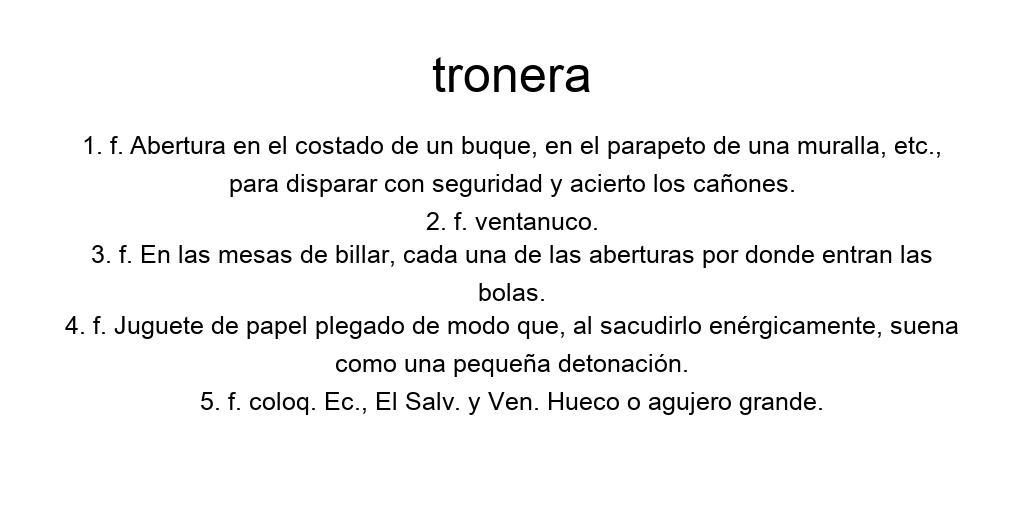 tronera
1. f. Abertura en el costado de un buque, en el parapeto de una muralla, etc.,
para disparar con seguridad y acierto los cañones.
2. f. ventanuco.
3. f. En las mesas de billar, cada una de las aberturas por donde entran las
bolas.
4. f. Juguete de papel plegado de modo que, al sacudirlo enérgicamente, suena
como una pequeña detonación.
5. f. coloq. Ec., El Salv. y Ven. Hueco o agujero grande.